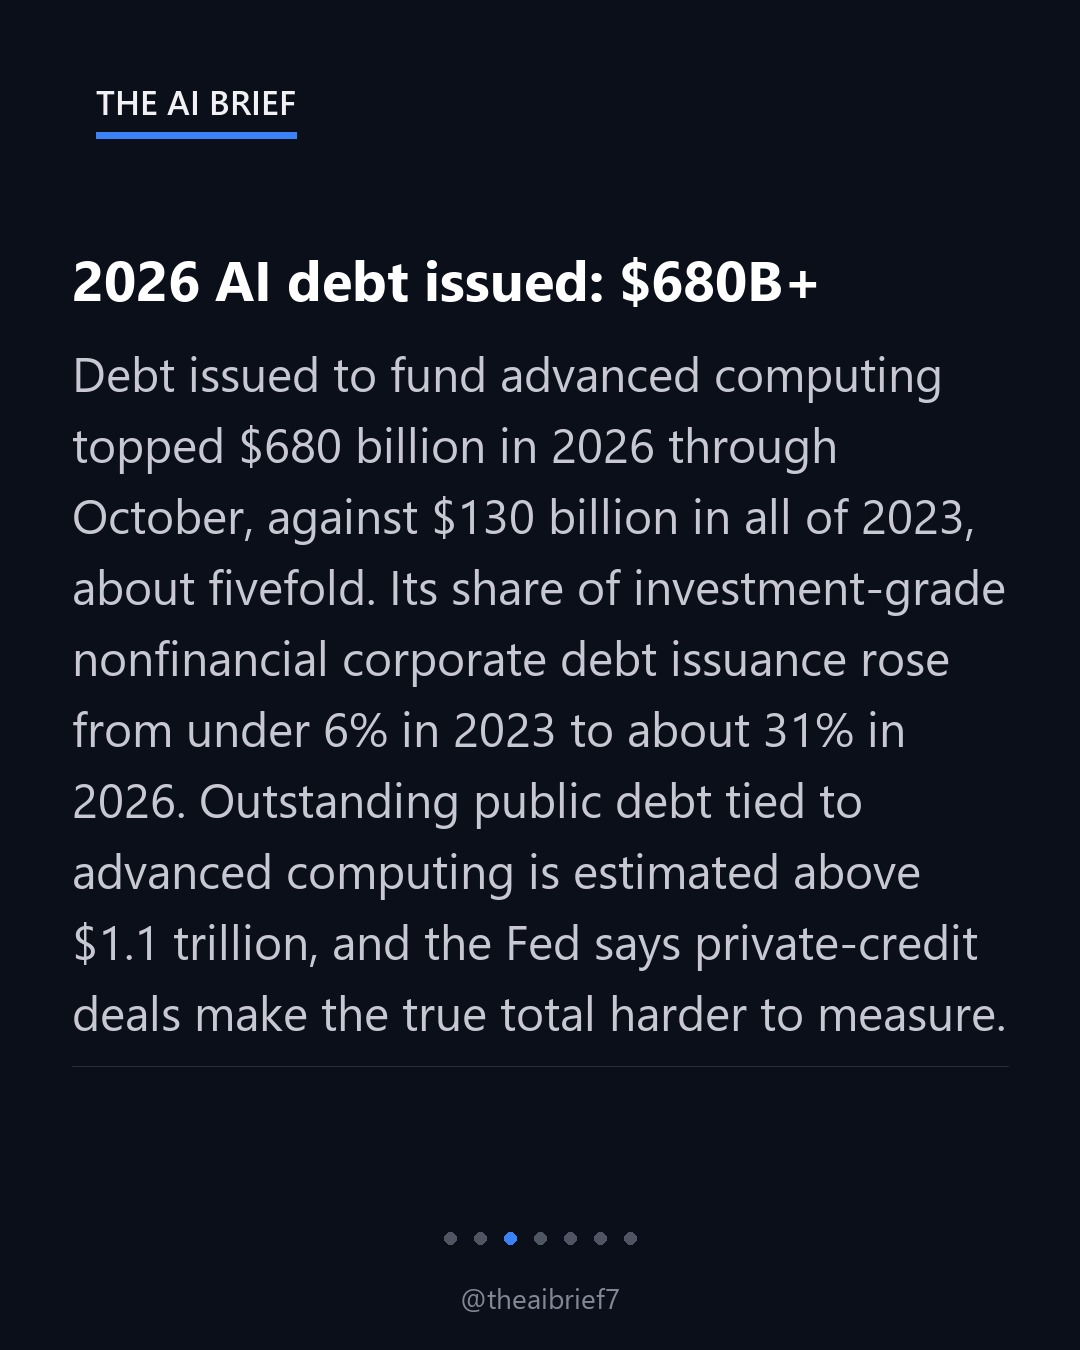 THE AI BRIEF
2026 AI debt issued: $680B+
Debt issued to fund advanced computing
topped $680 billion in 2026 through
October, against $130 billion in all of 2023,
about fivefold. Its share of investment-grade
nonfinancial corporate debt issuance rose
from under 6% in 2023 to about 31% in
2026. Outstanding public debt tied to
advanced computing is estimated above
$1.1 trillion, and the Fed says private-credit
deals make the true total harder to measure.
@theaibrief7